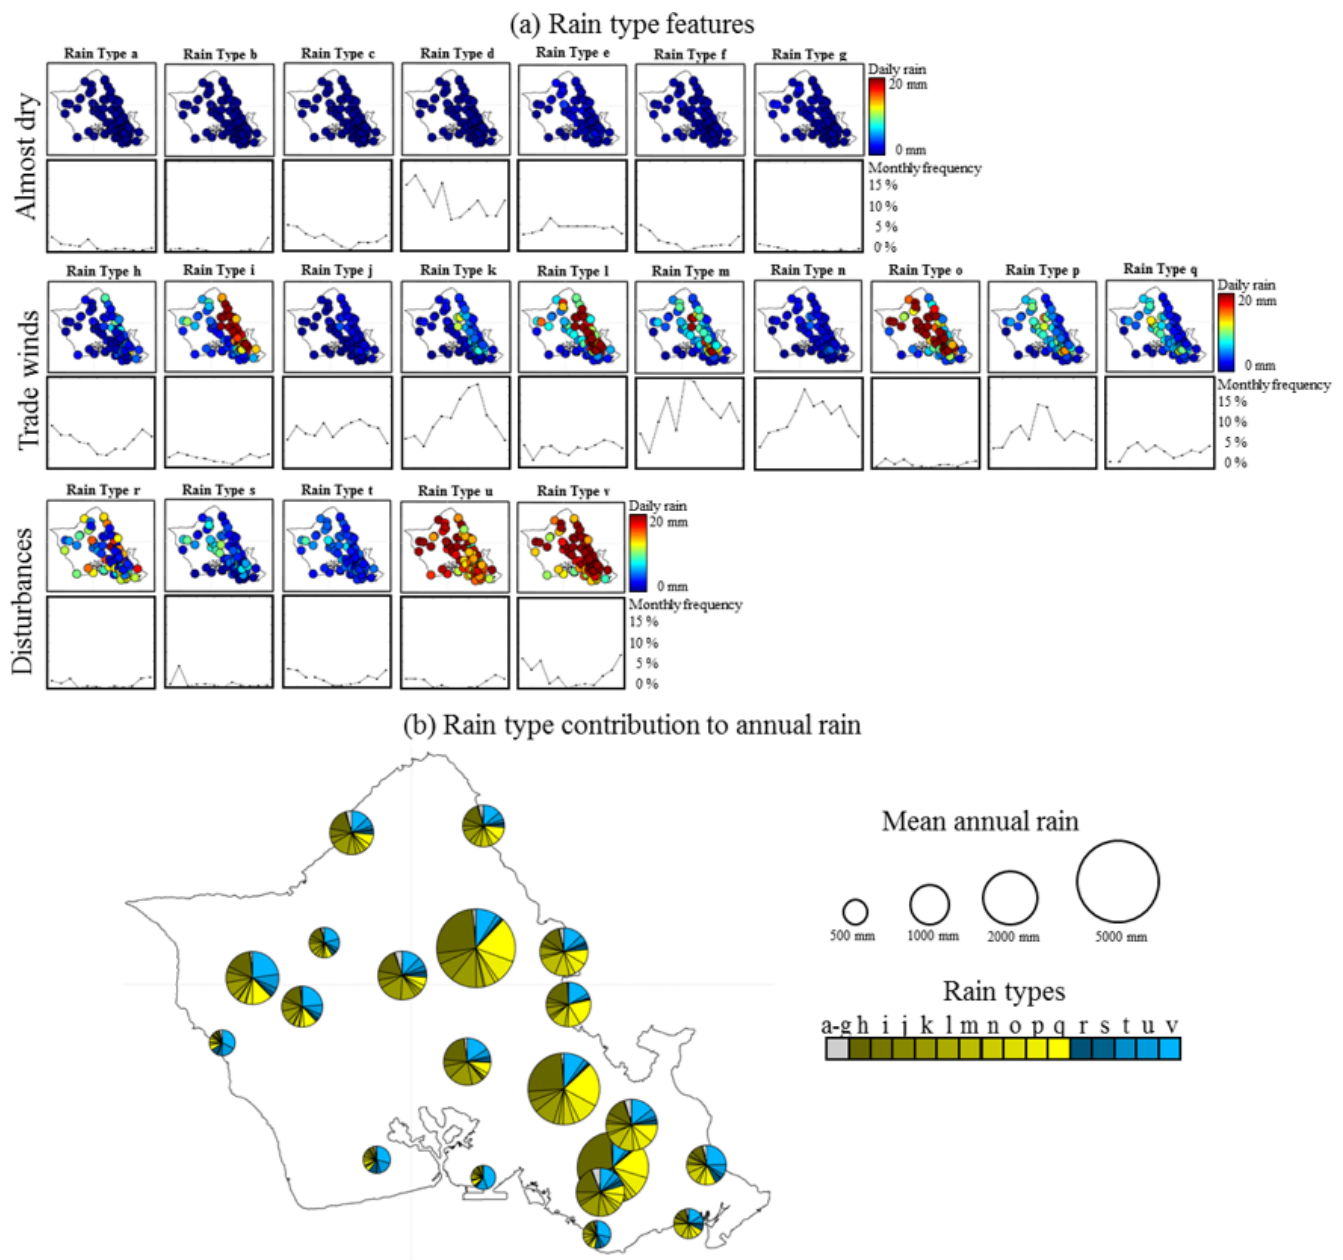 (a) Rain type features
Rain Type a Rain Type b Rain Type c Rain Type d Rain Type e Rain Type f Rain Type g
Almost dry
Daily rain
20 mm
0 mm
Monthly frequency
15 %
10 %
5 %
0 %
Rain Type h Rain Type i Rain Type j Rain Type k Rain Type l Rain Type m Rain Type n Rain Type o Rain Type p Rain Type q
Trade winds
Daily rain
20 mm
0 mm
Monthly frequency
15 %
10 %
5 %
0 %
Rain Type r Rain Type s Rain Type t Rain Type u Rain Type v
Disturbances
Daily rain
20 mm
0 mm
Monthly frequency
15 %
10 %
5 %
0 %
(b) Rain type contribution to annual rain
Mean annual rain
500 mm 1000 mm 2000 mm 5000 mm
Rain types
a-g h i j k l m n o p q r s t u v